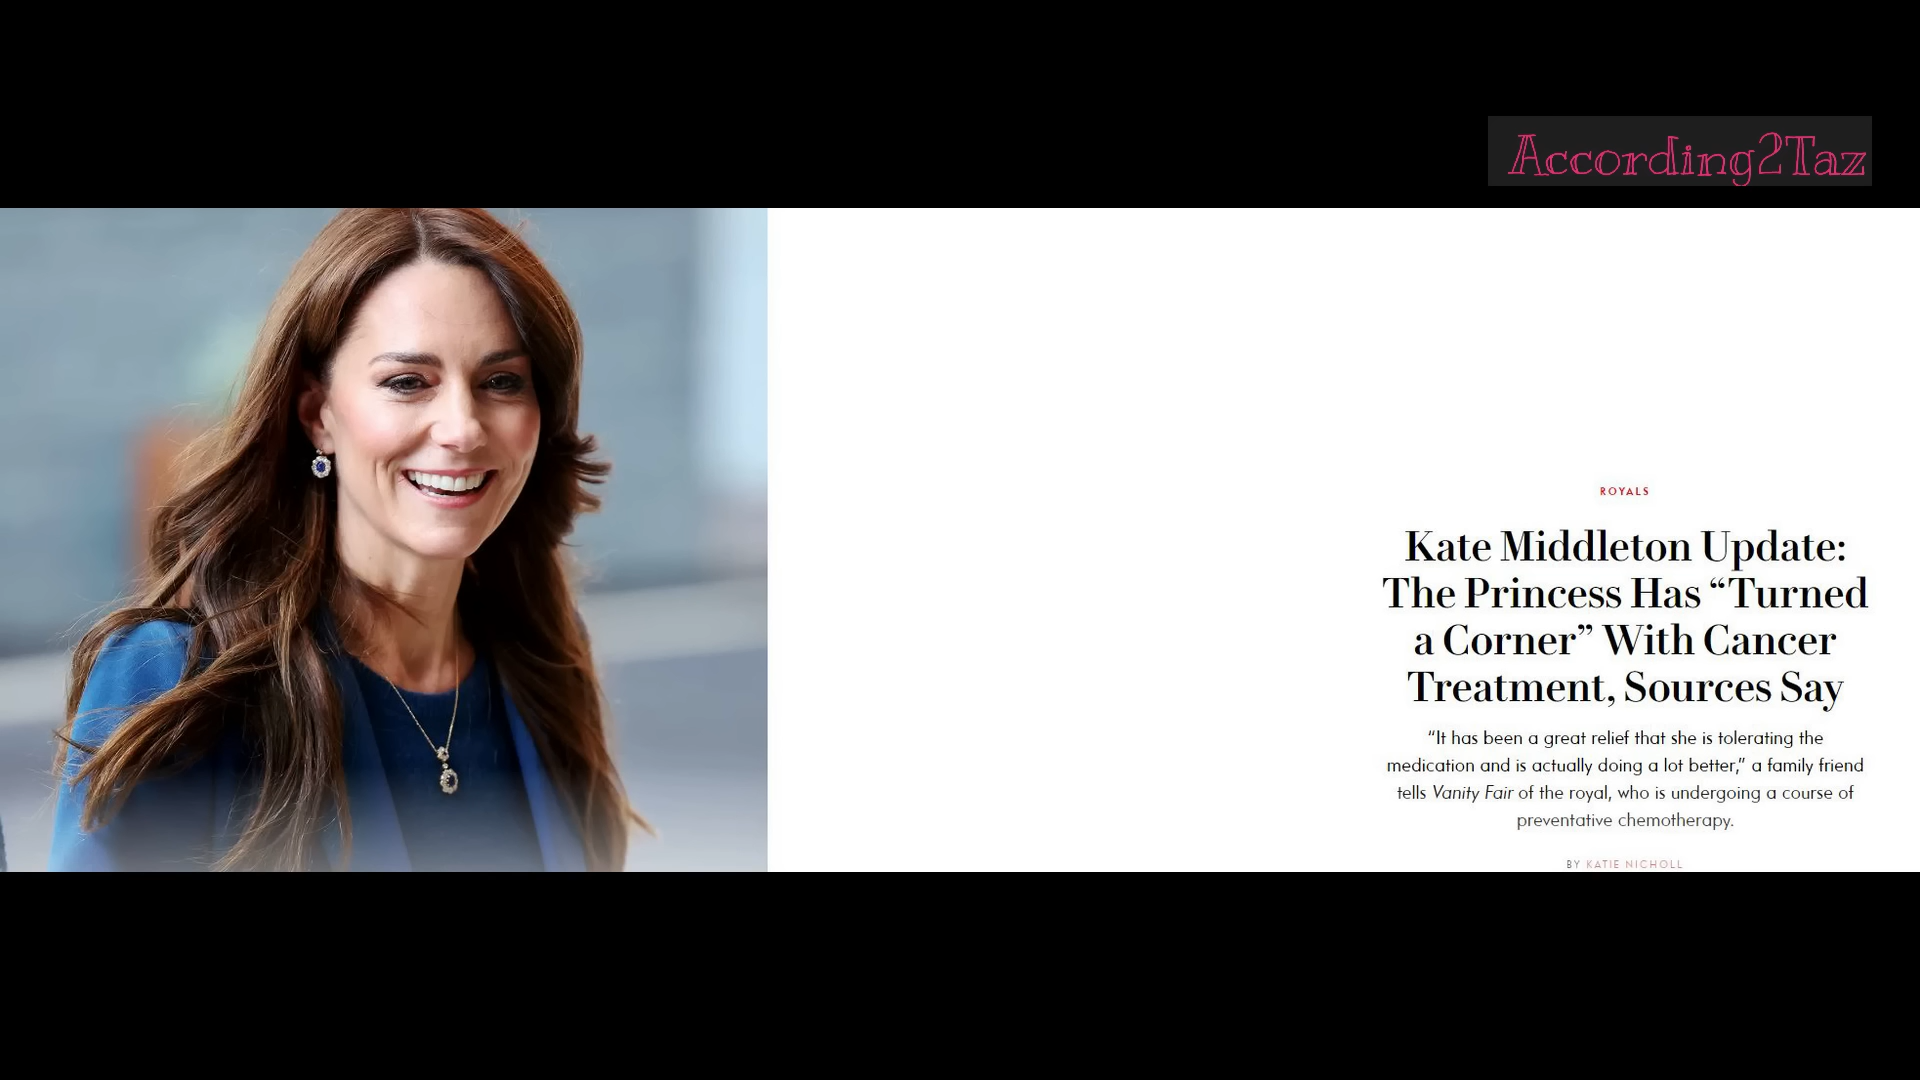 According2Taz
ROYALS
Kate Middleton Update:
The Princess Has “Turned
a Corner” With Cancer
Treatment, Sources Say
“It has been a great relief that she is tolerating the
medication and is actually doing a lot better,” a family friend
tells Vanity Fair of the royal, who is undergoing a course of
preventative chemotherapy.
BY KATIE NICHOLL